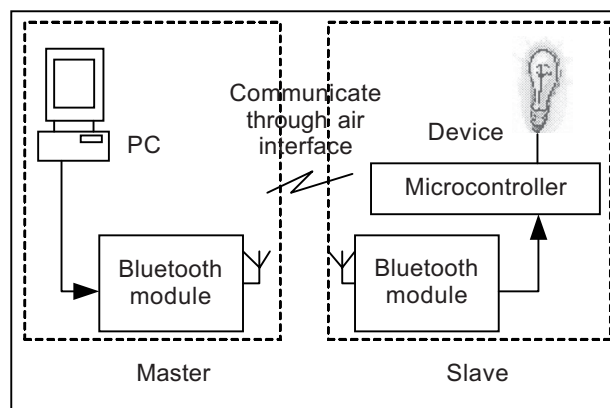 Communicate
through air
interface
PC
Device
Microcontroller
Bluetooth
module
Bluetooth
module
Master
Slave